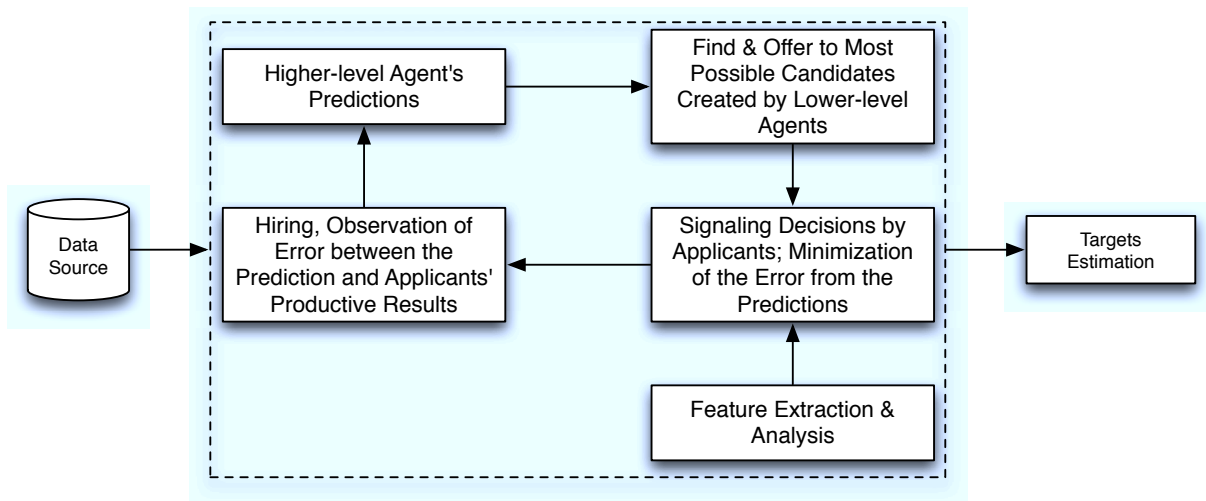 Higher-level Agent's
Predictions
Find & Offer to Most
Possible Candidates
Created by Lower-level
Agents
Data
Source
Hiring, Observation of
Error between the
Prediction and Applicants'
Productive Results
Signaling Decisions by
Applicants; Minimization
of the Error from the
Predictions
Targets
Estimation
Feature Extraction &
Analysis